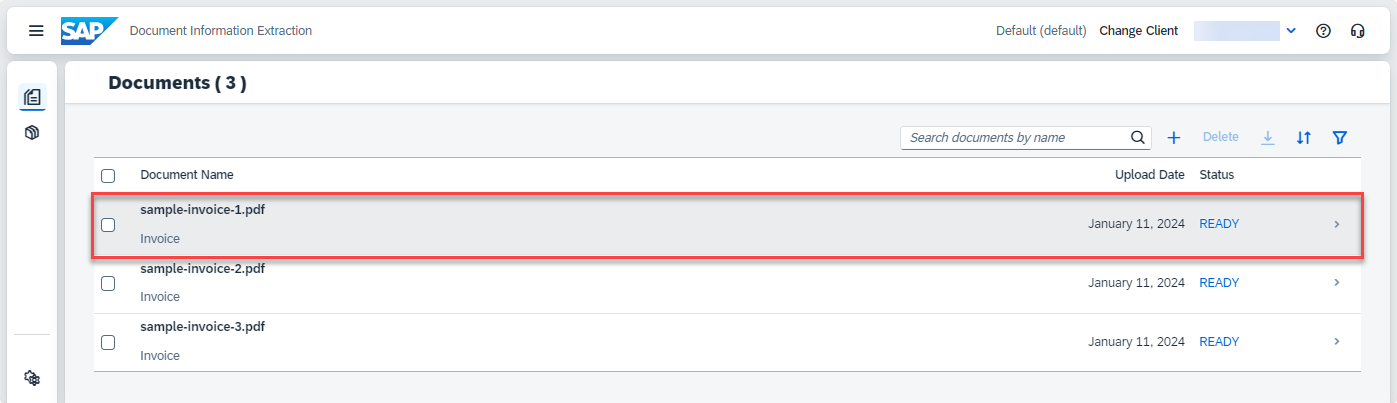 SAP Document Information Extraction Default (default) Change Client
Documents ( 3 )
Search documents by name Delete
Document Name Upload Date Status
sample-invoice-1.pdf
January 11, 2024 READY
Invoice
sample-invoice-2.pdf
January 11, 2024 READY
Invoice
sample-invoice-3.pdf
January 11, 2024 READY
Invoice